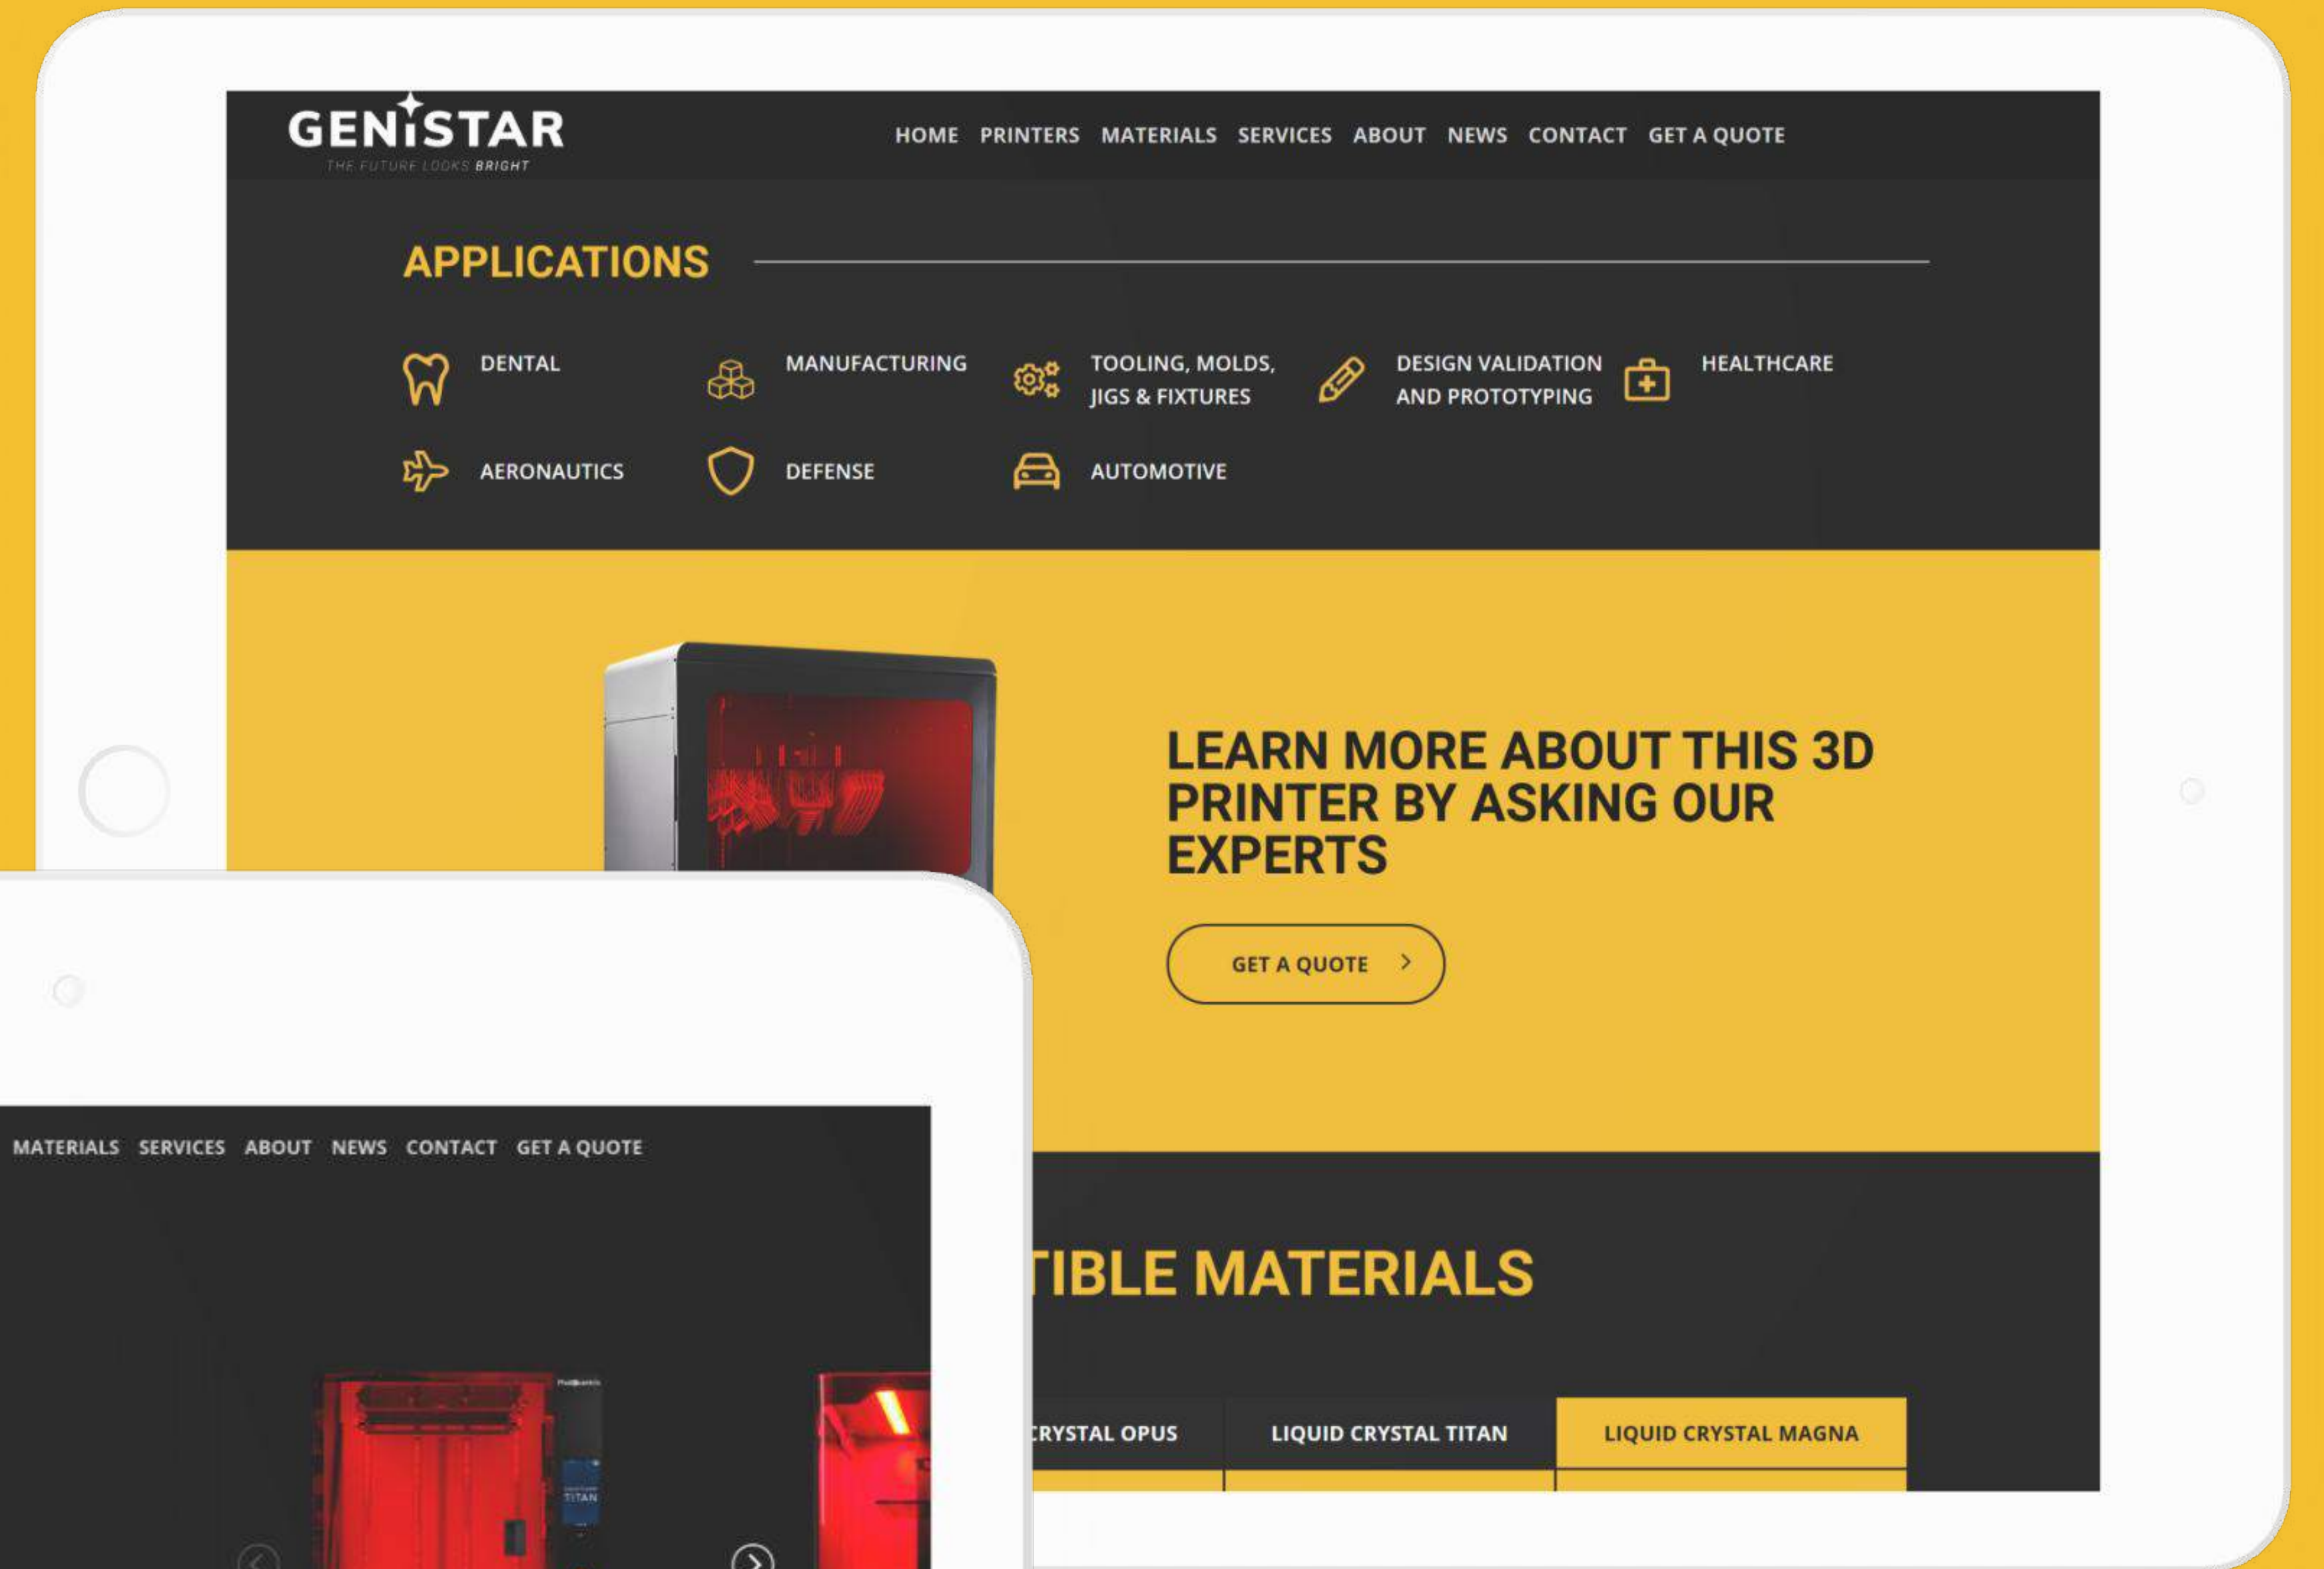 GENiSTAR
THE FUTURE LOOKS BRIGHT
HOME PRINTERS MATERIALS SERVICES ABOUT NEWS CONTACT GET A QUOTE
APPLICATIONS
DENTAL
MANUFACTURING
TOOLING, MOLDS,
JIGS & FIXTURES
DESIGN VALIDATION
AND PROTOTYPING
HEALTHCARE
AERONAUTICS
DEFENSE
AUTOMOTIVE
LEARN MORE ABOUT THIS 3D
PRINTER BY ASKING OUR
EXPERTS
GET A QUOTE
TIBLE MATERIALS
CRYSTAL OPUS
LIQUID CRYSTAL TITAN
LIQUID CRYSTAL MAGNA
MATERIALS SERVICES ABOUT NEWS CONTACT GET A QUOTE
TITAN